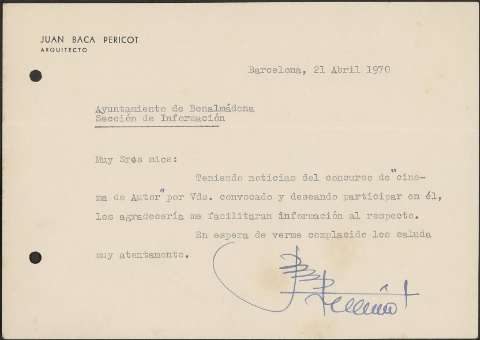 JUAN BACA PERICOT
ARQUITECTO
Barcelona, 21 Abril 1970
Ayuntamiento de Benalmádena
Sección de Información
Muy Sres mios:
Teniendo noticias del concurso de "cine-
ma de Autor" por Vds. convocado y deseando participar en él,
les agradecería me facilitaran información al respecto.
En espera de verme complacido les saluda
muy atentamente.